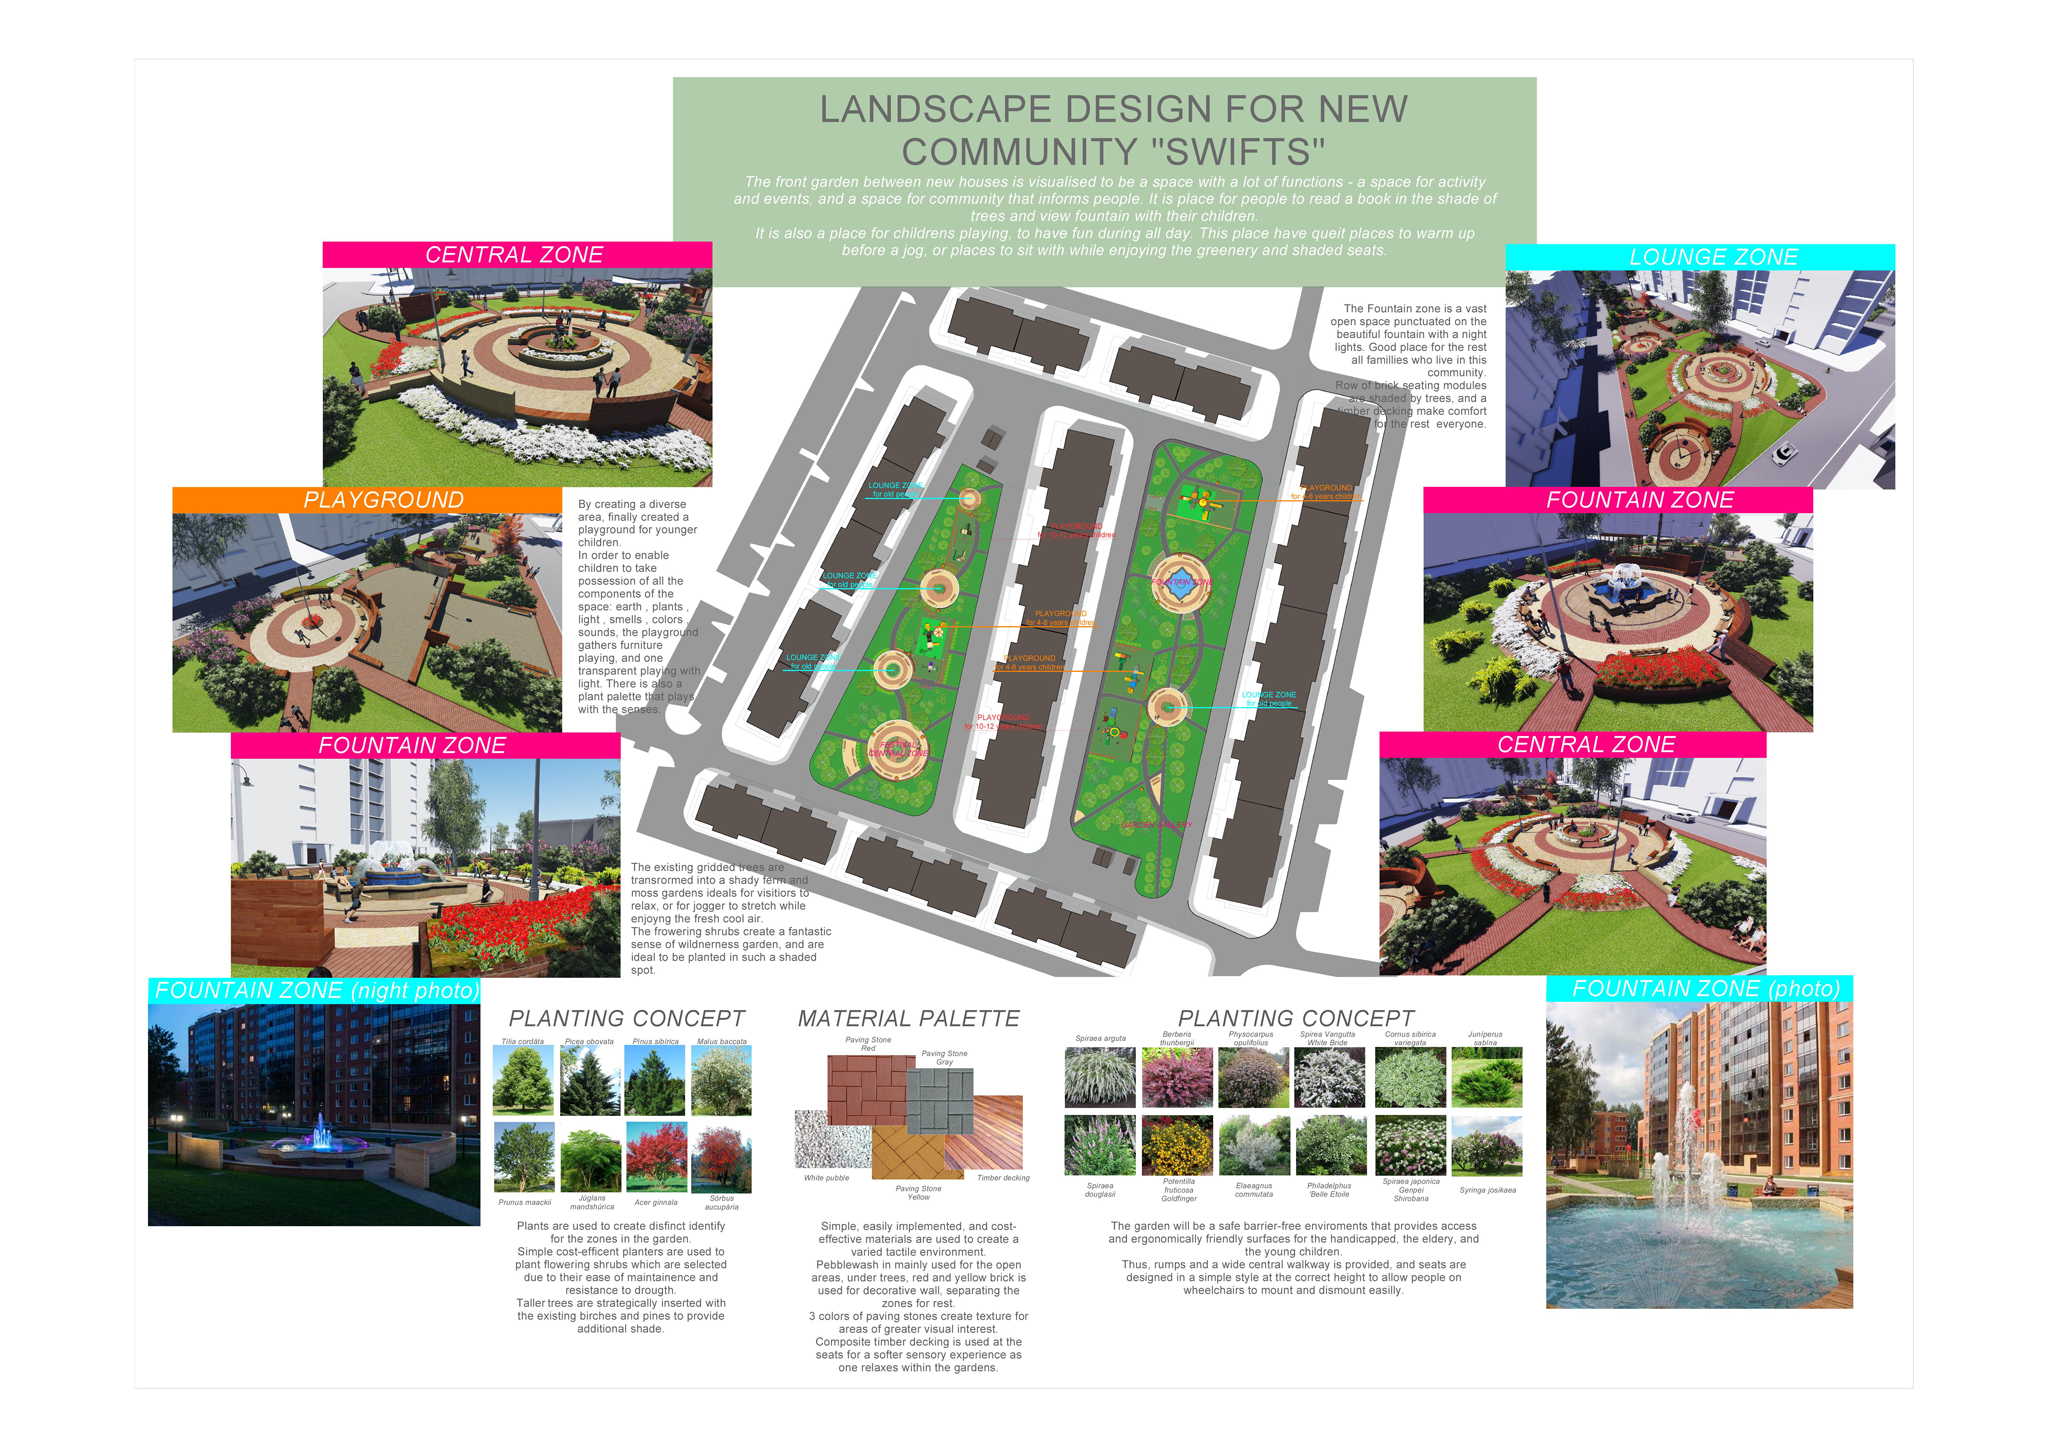 LANDSCAPE DESIGN FOR NEW
COMMUNITY "SWIFTS"
The front garden between new houses is visualised to be a space with a lot of functions - a space for activity
and events, and a space for community that informs people. It is place for people to read a book in the shade of
trees and view fountain with their children.
It is also a place for childrens playing, to have fun during all day. This place have queit places to warm up
before a jog, or places to sit with while enjoying the greenery and shaded seats.
CENTRAL ZONE
LOUNGE ZONE
The Fountain zone is a vast
open space punctuated on the
beautiful fountain with a night
lights. Good place for the rest
all famillies who live in this
community.
Row of brick seating modules
are shaded by trees, and a
timber decking make comfort
for the rest everyone.
PLAYGROUND
By creating a diverse
area, finally created a
playground for younger
children.
In order to enable
children to take
possession of all the
components of the
space: earth , plants ,
light , smells , colors ,
sounds, the playground
gathers furniture
playing, and one
transparent playing with
light. There is also a
plant palette that plays
with the senses.
FOUNTAIN ZONE
LOUNGE ZONE
for old people
PLAYGROUND
for 4-8 years children
PLAYGROUND
for 10-12 years children
LOUNGE ZONE
for old people
FOUNTAIN ZONE
PLAYGROUND
for 4-8 years children
LOUNGE ZONE
for old people
PLAYGROUND
for 4-8 years children
LOUNGE ZONE
for old people
PLAYGROUND
for 10-12 years children
FESTIVAL
CENTRAL ZONE
GARDEN GALLERY
FOUNTAIN ZONE
CENTRAL ZONE
The existing gridded trees are
transrormed into a shady ferm and
moss gardens ideals for visitiors to
relax, or for jogger to stretch while
enjoyng the fresh cool air.
The frowering shrubs create a fantastic
sense of wildnerness garden, and are
ideal to be planted in such a shaded
spot.
FOUNTAIN ZONE (night photo)
FOUNTAIN ZONE (photo)
PLANTING CONCEPT
Tilia cordáta
Picea obovata
Pinus sibírica
Malus baccata
Prunus maackii
Júglans
mandshúrica
Acer ginnala
Sórbus
aucupária
Plants are used to create disfinct identify
for the zones in the garden.
Simple cost-efficent planters are used to
plant flowering shrubs which are selected
due to their ease of maintainence and
resistance to drougth.
Taller trees are strategically inserted with
the existing birches and pines to provide
additional shade.
MATERIAL PALETTE
Paving Stone
Red
Paving Stone
Gray
White pubble
Paving Stone
Yellow
Timber decking
Simple, easily implemented, and cost-
effective materials are used to create a
varied tactile environment.
Pebblewash in mainly used for the open
areas, under trees, red and yellow brick is
used for decorative wall, separating the
zones for rest.
3 colors of paving stones create texture for
areas of greater visual interest.
Composite timber decking is used at the
seats for a softer sensory experience as
one relaxes within the gardens.
PLANTING CONCEPT
Spiraea arguta
Berberis
thunbergii
Physocarpus
opulifolius
Spirea Vangutta
White Bride
Cornus sibirica
variegata
Juníperus
sabína
Spiraea
douglasii
Potentilla
fruticosa
Goldfinger
Elaeagnus
commutata
Philadelphus
'Belle Etoile
Spiraea japonica
Genpei
Shirobana
Syringa josikaea
The garden will be a safe barrier-free enviroments that provides access
and ergonomically friendly surfaces for the handicapped, the eldery, and
the young children.
Thus, rumps and a wide central walkway is provided, and seats are
designed in a simple style at the correct height to allow people on
wheelchairs to mount and dismount easilly.